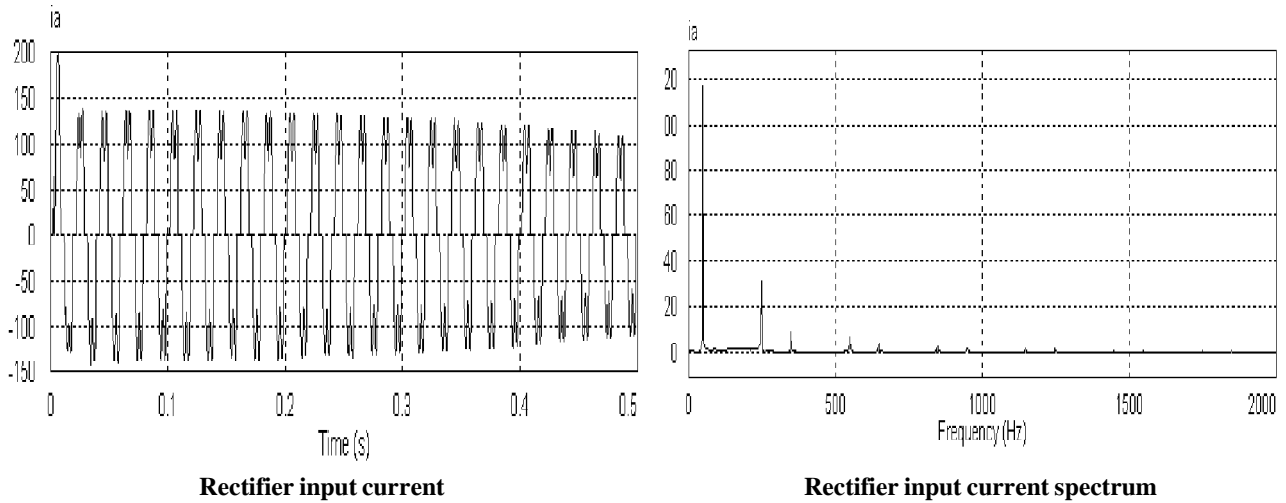 ia
200
150
100
50
0
-50
-100
-150
0 0.1 0.2 0.3 0.4 0.5
Time (s)
Rectifier input current
ia
20
00
80
60
40
20
0
0 500 1000 1500 2000
Frequency (Hz)
Rectifier input current spectrum